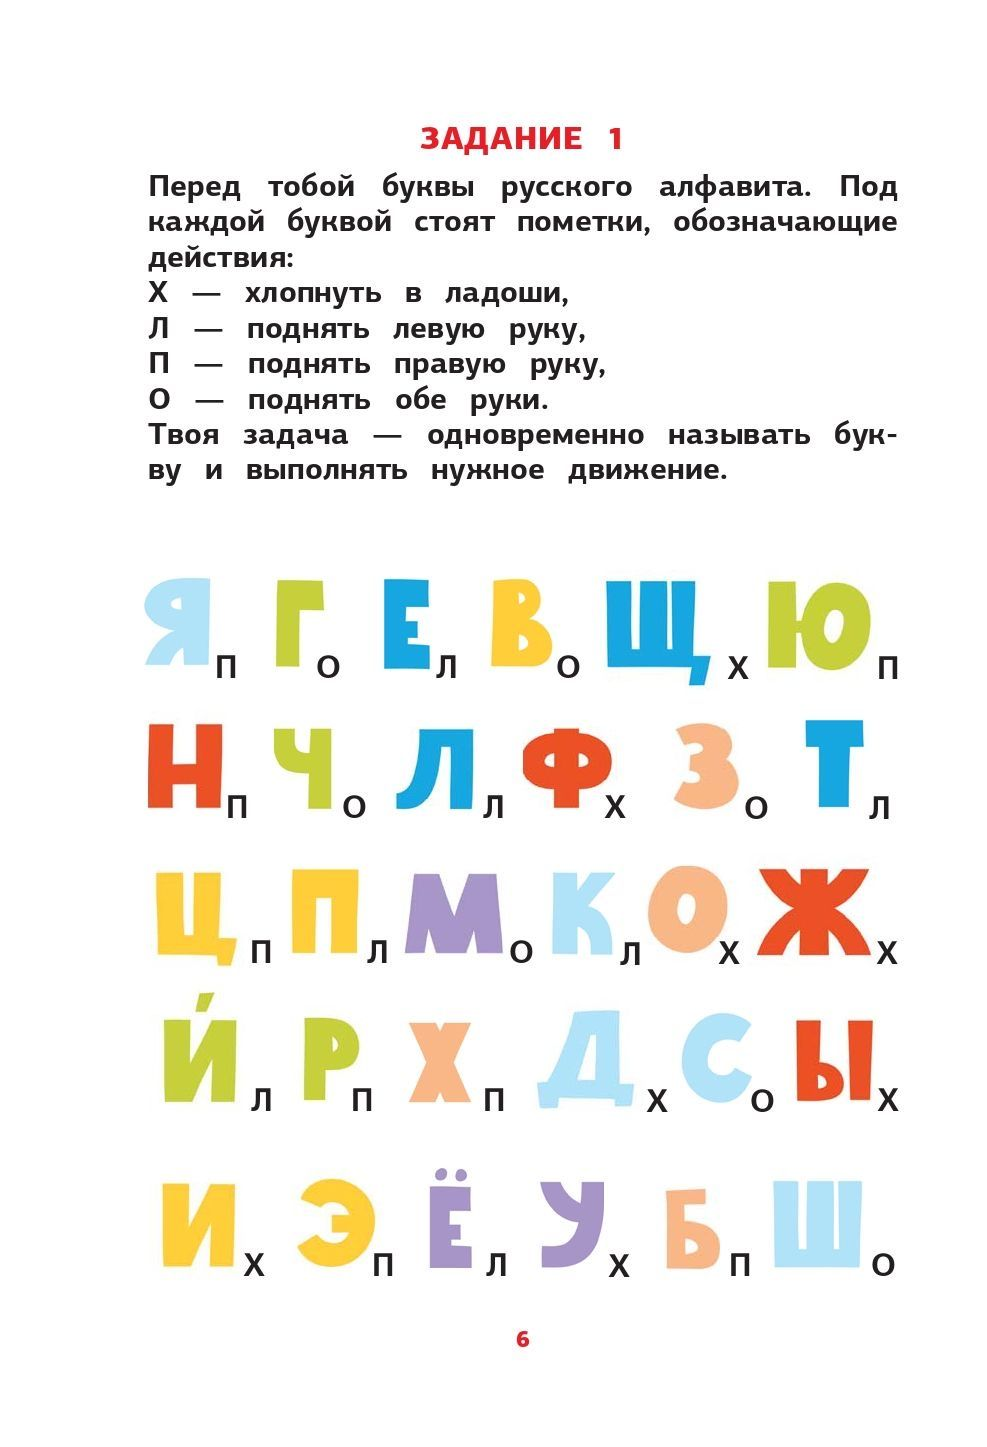 ЗАДАНИЕ 1
Перед тобой буквы русского алфавита. Под
каждой буквой стоят пометки, обозначающие
действия:
Х — хлопнуть в ладоши,
Л — поднять левую руку,
П — поднять правую руку,
О — поднять обе руки.
Твоя задача — одновременно называть бук-
ву и выполнять нужное движение.
Я П Г О Е Л В О Щ Х Ю П
Н П Ч О Л Л Ф Х З О Т Л
Ц П П Л М О К Л О Х Ж Х
Й Л Р П Х П Д Х С О Ы Х
И Х Э П Ё Л У Х Б П Ш О
6